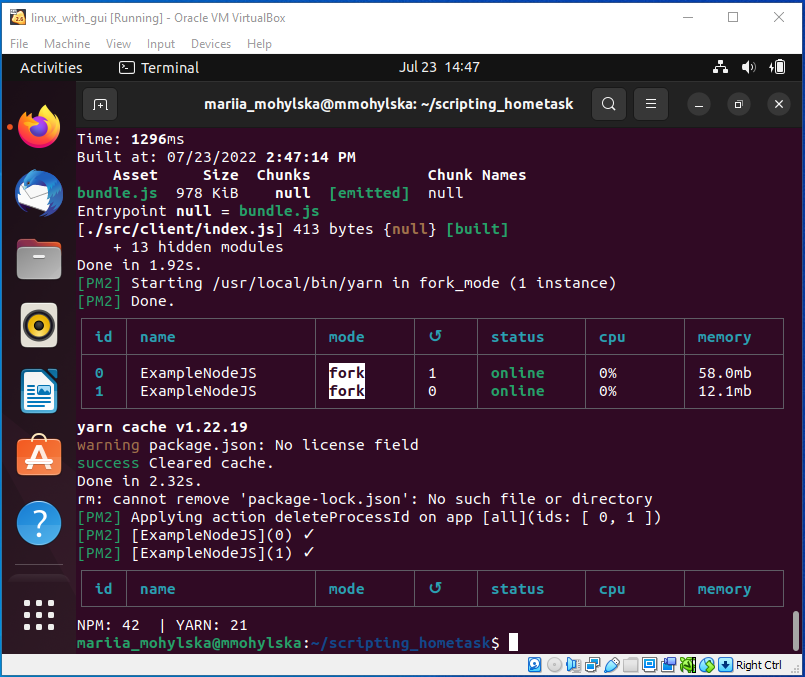 linux_with_gui [Running] - Oracle VM VirtualBox
File Machine View Input Devices Help
Activities Terminal Jul 23 14:47
mariia_mohylska@mmohylska: ~/scripting_hometask
Time: 1296ms
Built at: 07/23/2022 2:47:14 PM
Asset Size Chunks Chunk Names
bundle.js 978 KiB null [emitted] null
Entrypoint null = bundle.js
[./src/client/index.js] 413 bytes {null} [built]
+ 13 hidden modules
Done in 1.92s.
[PM2] Starting /usr/local/bin/yarn in fork_mode (1 instance)
[PM2] Done.
id name mode ↺ status cpu memory
0 ExampleNodeJS fork 1 online 0% 58.0mb
1 ExampleNodeJS fork 0 online 0% 12.1mb
yarn cache v1.22.19
warning package.json: No license field
success Cleared cache.
Done in 2.32s.
rm: cannot remove 'package-lock.json': No such file or directory
[PM2] Applying action deleteProcessId on app [all](ids: [ 0, 1 ])
[PM2] [ExampleNodeJS](0) ✓
[PM2] [ExampleNodeJS](1) ✓
id name mode ↺ status cpu memory
NPM: 42 | YARN: 21
mariia_mohylska@mmohylska:~/scripting_hometask$
Right Ctrl